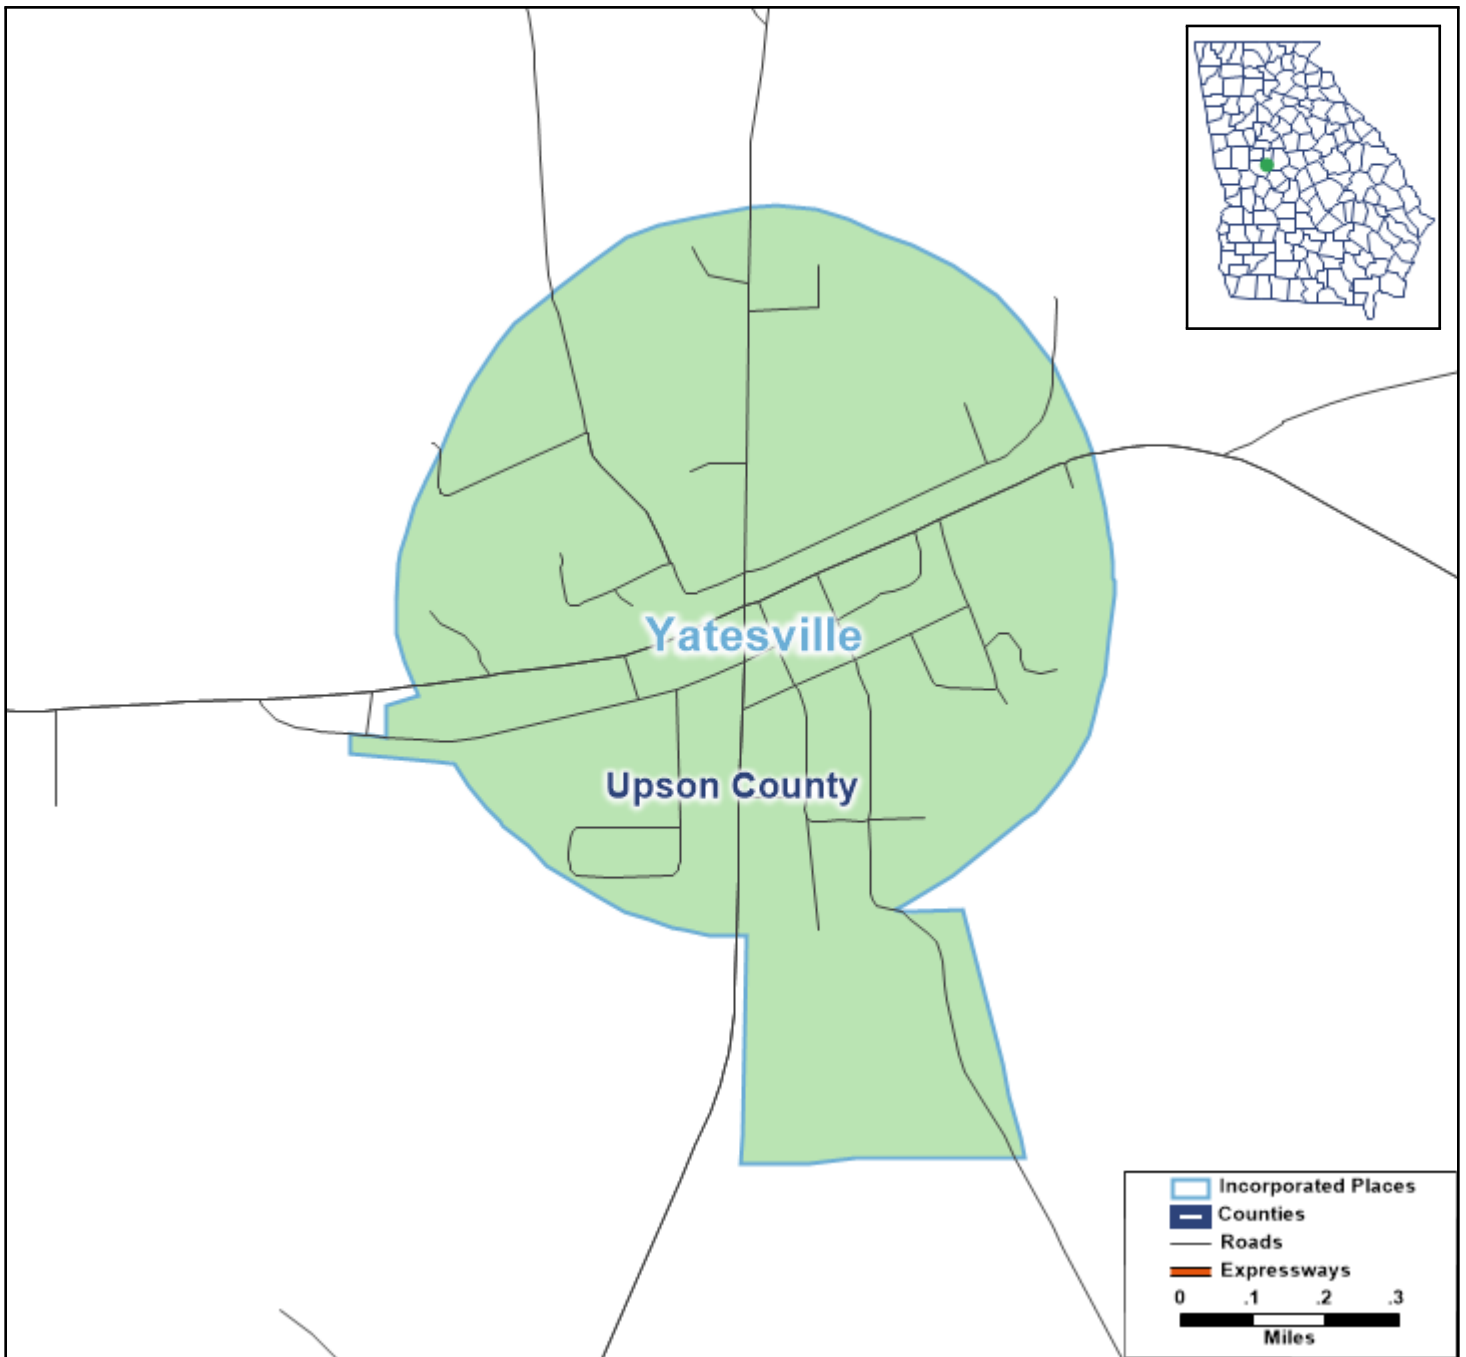 Yatesville
Upson County
Incorporated Places
Counties
Roads
Expressways
0 .1 .2 .3
Miles